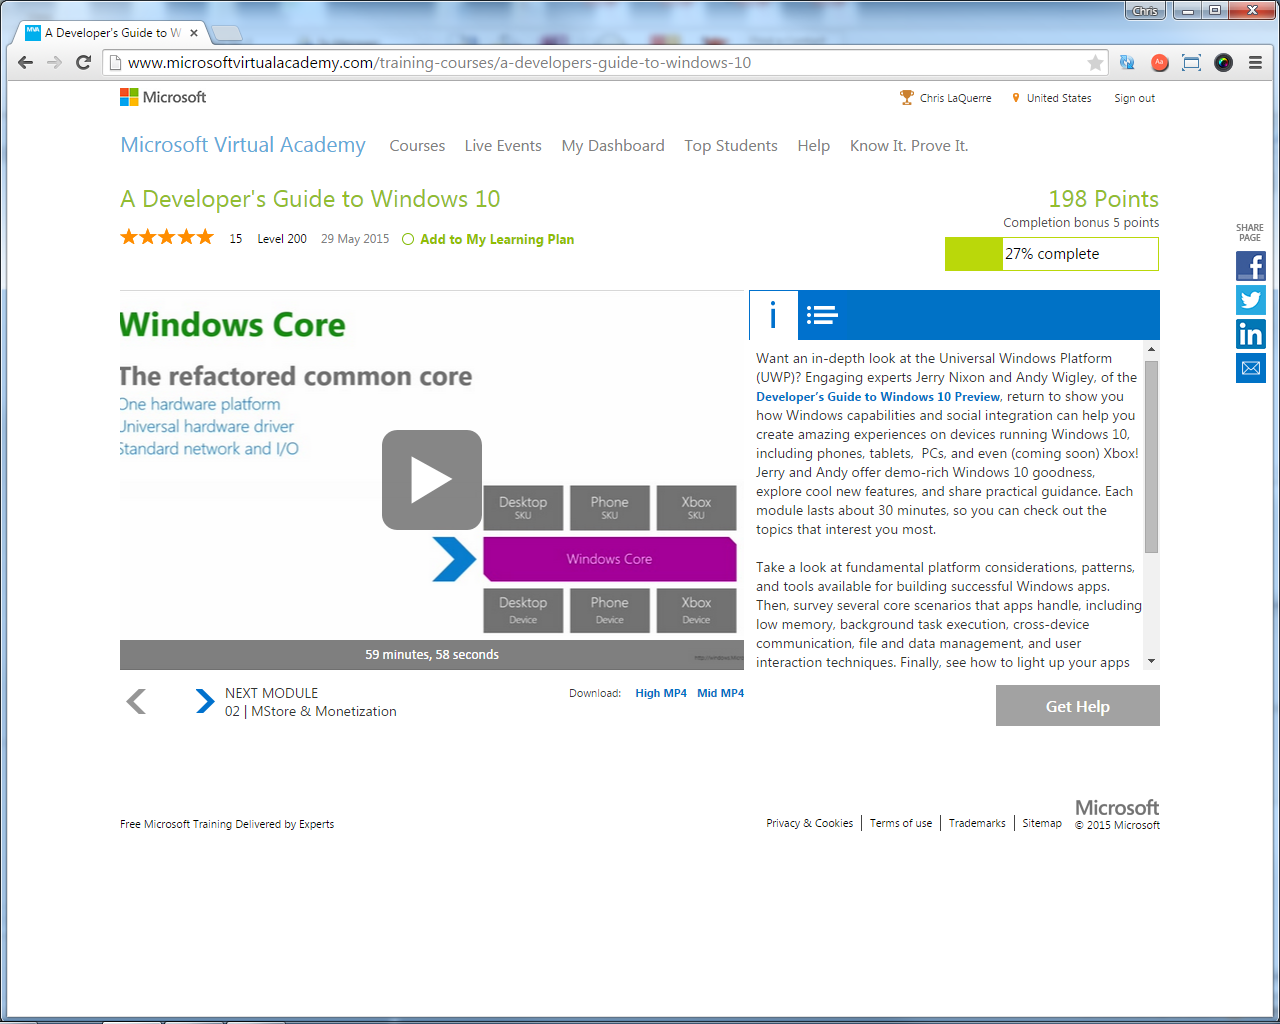 Chris
A Developer's Guide to W
www.microsoftvirtualacademy.com/training-courses/a-developers-guide-to-windows-10
Microsoft
Chris LaQuerre
United States
Sign out
Microsoft Virtual Academy
Courses
Live Events
My Dashboard
Top Students
Help
Know It. Prove It.
A Developer's Guide to Windows 10
198 Points
Completion bonus 5 points
15
Level 200
29 May 2015
Add to My Learning Plan
27% complete
SHARE
PAGE
Windows Core
The refactored common core
One hardware platform
Universal hardware driver
Standard network and I/O
Desktop
SKU
Phone
SKU
Xbox
SKU
Windows Core
Desktop
Device
Phone
Device
Xbox
Device
59 minutes, 58 seconds
i
Want an in-depth look at the Universal Windows Platform
(UWP)? Engaging experts Jerry Nixon and Andy Wigley, of the
Developer's Guide to Windows 10 Preview, return to show you
how Windows capabilities and social integration can help you
create amazing experiences on devices running Windows 10,
including phones, tablets, PCs, and even (coming soon) Xbox!
Jerry and Andy offer demo-rich Windows 10 goodness,
explore cool new features, and share practical guidance. Each
module lasts about 30 minutes, so you can check out the
topics that interest you most.
Take a look at fundamental platform considerations, patterns,
and tools available for building successful Windows apps.
Then, survey several core scenarios that apps handle, including
low memory, background task execution, cross-device
communication, file and data management, and user
interaction techniques. Finally, see how to light up your apps
NEXT MODULE
02 | MStore & Monetization
Download: High MP4 Mid MP4
Get Help
Free Microsoft Training Delivered by Experts
Privacy & Cookies
Terms of use
Trademarks
Sitemap
Microsoft
© 2015 Microsoft